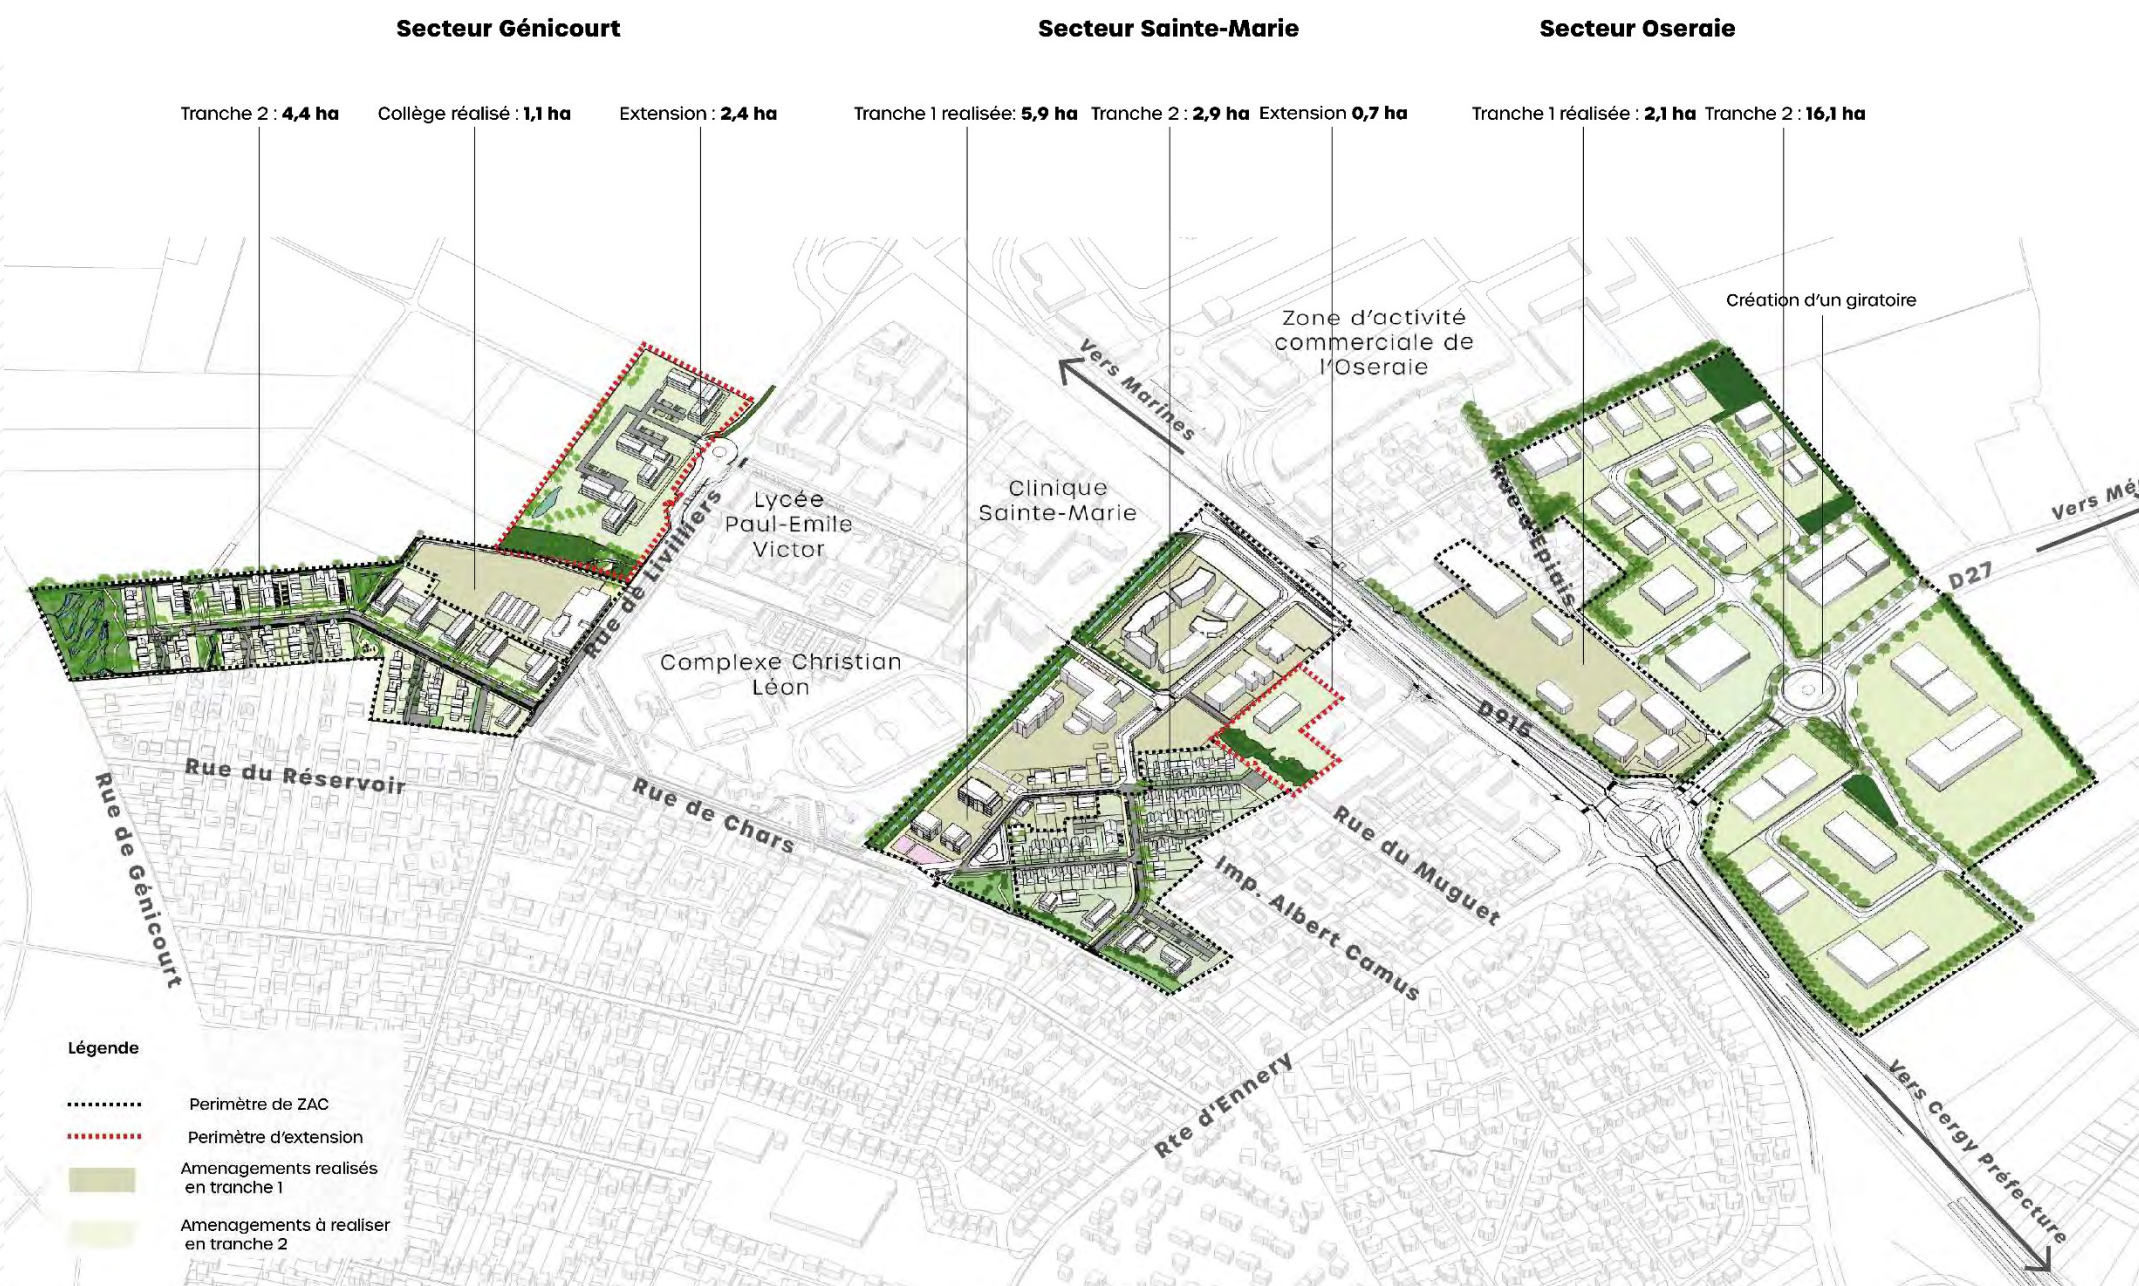 Secteur Génicourt
Secteur Sainte-Marie
Secteur Oseraie
Tranche 2 : 4,4 ha
Collège réalisé : 1,1 ha
Extension : 2,4 ha
Tranche 1 realisée: 5,9 ha
Tranche 2 : 2,9 ha
Extension 0,7 ha
Tranche 1 réalisée : 2,1 ha
Tranche 2 : 16,1 ha
Création d'un giratoire
Zone d'activité
commerciale de
l'Oseraie
Vers Marines
Clinique
Sainte-Marie
Lycée
Paul-Emile
Victor
Rue de Livilliers
Rue d'Epiais
D27
Complexe Christian
Léon
D915
Rue du Réservoir
Rue de Génicourt
Rue de Chars
Rue du Muguet
Imp. Albert Camus
Rte d'Ennery
Vers Cergy Préfecture
Légende
Perimètre de ZAC
Perimètre d'extension
Amenagements realisés
en tranche 1
Amenagements à realiser
en tranche 2